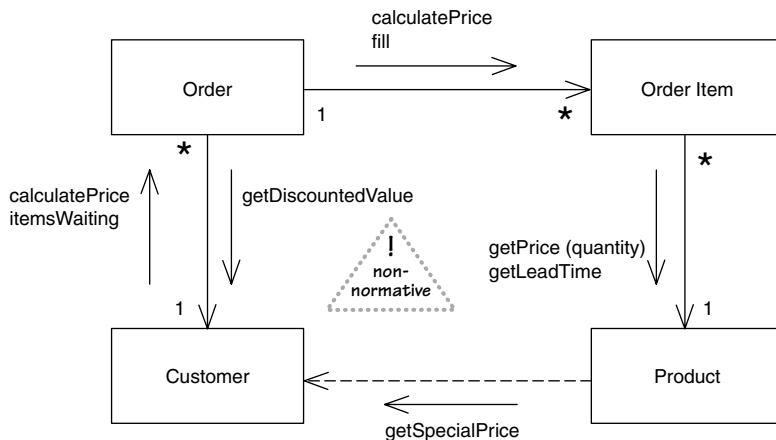 calculatePrice
fill
Order
Order Item
1
*
*
*
calculatePrice
itemsWaiting
getDiscountedValue
!
non-
normative
getPrice (quantity)
getLeadTime
1
1
Customer
Product
getSpecialPrice